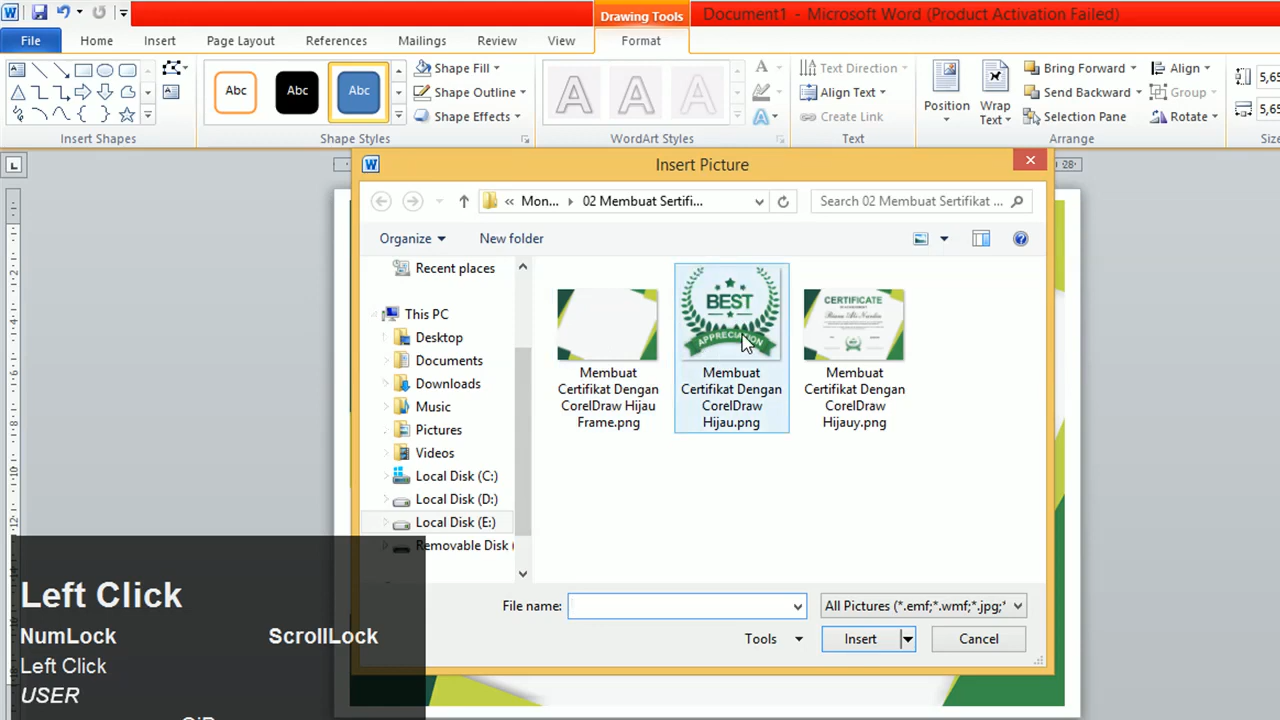 Drawing Tools
Document1 - Microsoft Word (Product Activation Failed)
File
Home
Insert
Page Layout
References
Mailings
Review
View
Format
Abc
Abc
Abc
Shape Fill
Shape Outline
Shape Effects
Text Direction
Align Text
Create Link
Position
Wrap
Text
Bring Forward
Send Backward
Selection Pane
Align
Group
Rotate
5,65
5,65
Insert Shapes
Shape Styles
WordArt Styles
Text
Arrange
Insert Picture
28
Mon...
02 Membuat Sertifi...
Search 02 Membuat Sertifikat ...
Organize
New folder
Recent places
This PC
Desktop
Documents
Downloads
Music
Pictures
Videos
Local Disk (C:)
Local Disk (D:)
Local Disk (E:)
Removable Disk (
BEST
APPRECIATION
CERTIFICATE
Membuat
Certifikat Dengan
CorelDraw Hijau
Frame.png
Membuat
Certifikat Dengan
CorelDraw
Hijau.png
Membuat
Certifikat Dengan
CorelDraw
Hijauy.png
File name:
All Pictures (*.emf;*.wmf;*.jpg;*
Tools
Insert
Cancel
Left Click
NumLock
ScrollLock
Left Click
USER